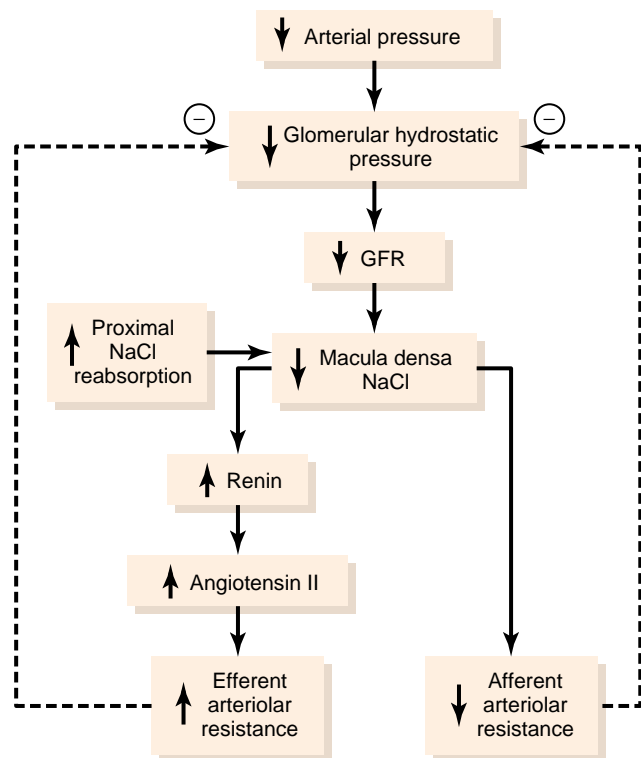 Arterial pressure
−
−
Glomerular hydrostatic
pressure
GFR
Proximal
NaCl
reabsorption
Macula densa
NaCl
Renin
Angiotensin II
Efferent
arteriolar
resistance
Afferent
arteriolar
resistance